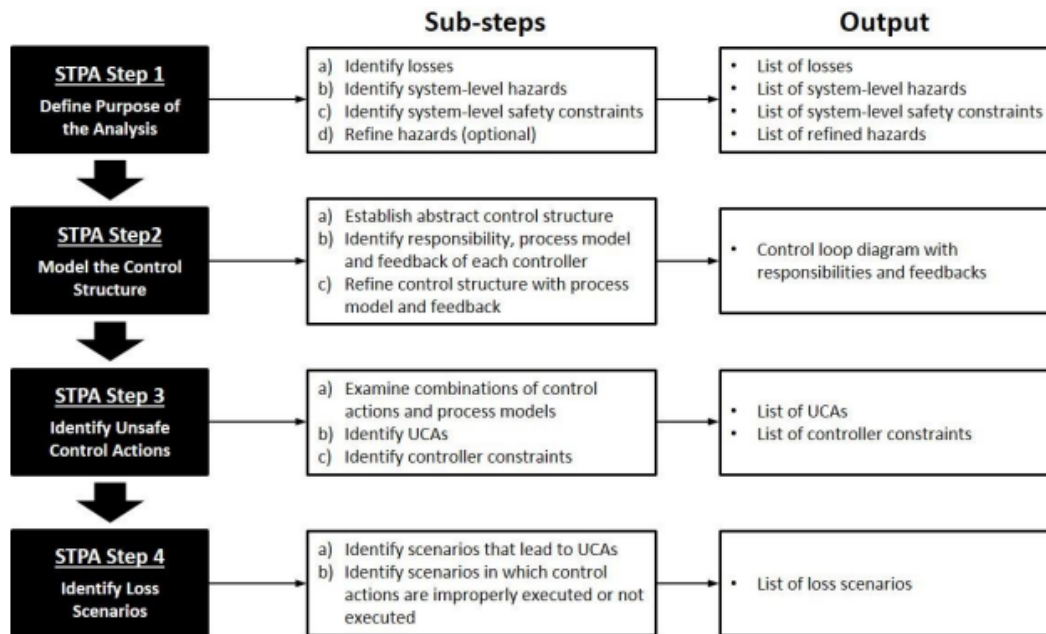 Sub-steps
Output
STPA Step 1
Define Purpose of
the Analysis
a) Identify losses
b) Identify system-level hazards
c) Identify system-level safety constraints
d) Refine hazards (optional)
• List of losses
• List of system-level hazards
• List of system-level safety constraints
• List of refined hazards
STPA Step2
Model the Control
Structure
a) Establish abstract control structure
b) Identify responsibility, process model
and feedback of each controller
c) Refine control structure with process
model and feedback
• Control loop diagram with
responsibilities and feedbacks
STPA Step 3
Identify Unsafe
Control Actions
a) Examine combinations of control
actions and process models
b) Identify UCAs
c) Identify controller constraints
• List of UCAs
• List of controller constraints
STPA Step 4
Identify Loss
Scenarios
a) Identify scenarios that lead to UCAs
b) Identify scenarios in which control
actions are improperly executed or not
executed
• List of loss scenarios